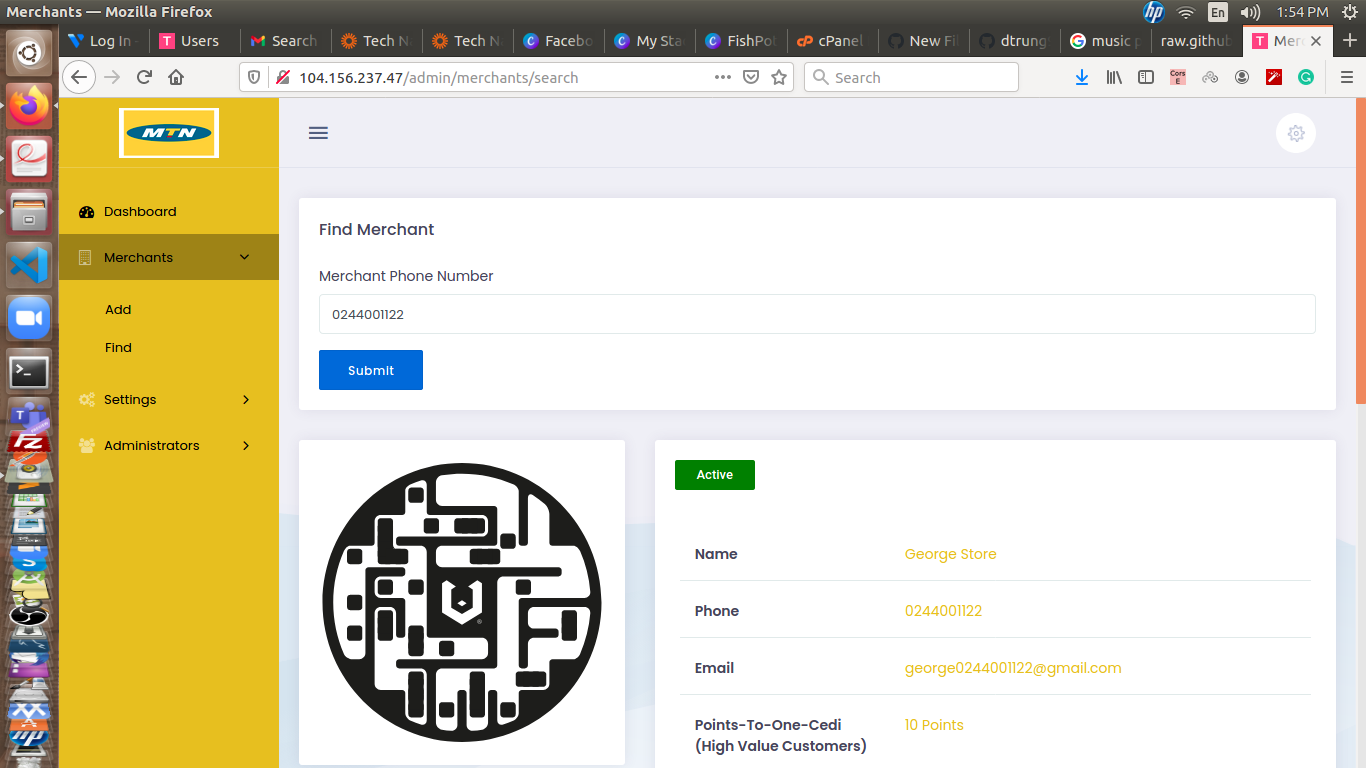 Merchants — Mozilla Firefox
hp
En
1:54 PM
Log In
Users
Search
Tech N
Tech N
Facebo
My Sta
FishPo
cPanel
New Fi
dtrung
music p
raw.githu
Mer
104.156.237.47/admin/merchants/search
Search
Cors
E
MTN
Dashboard
Merchants
Add
Find
Settings
Administrators
Find Merchant
Merchant Phone Number
0244001122
Submit
Active
Name
George Store
Phone
0244001122
Email
george0244001122@gmail.com
Points-To-One-Cedi
(High Value Customers)
10 Points